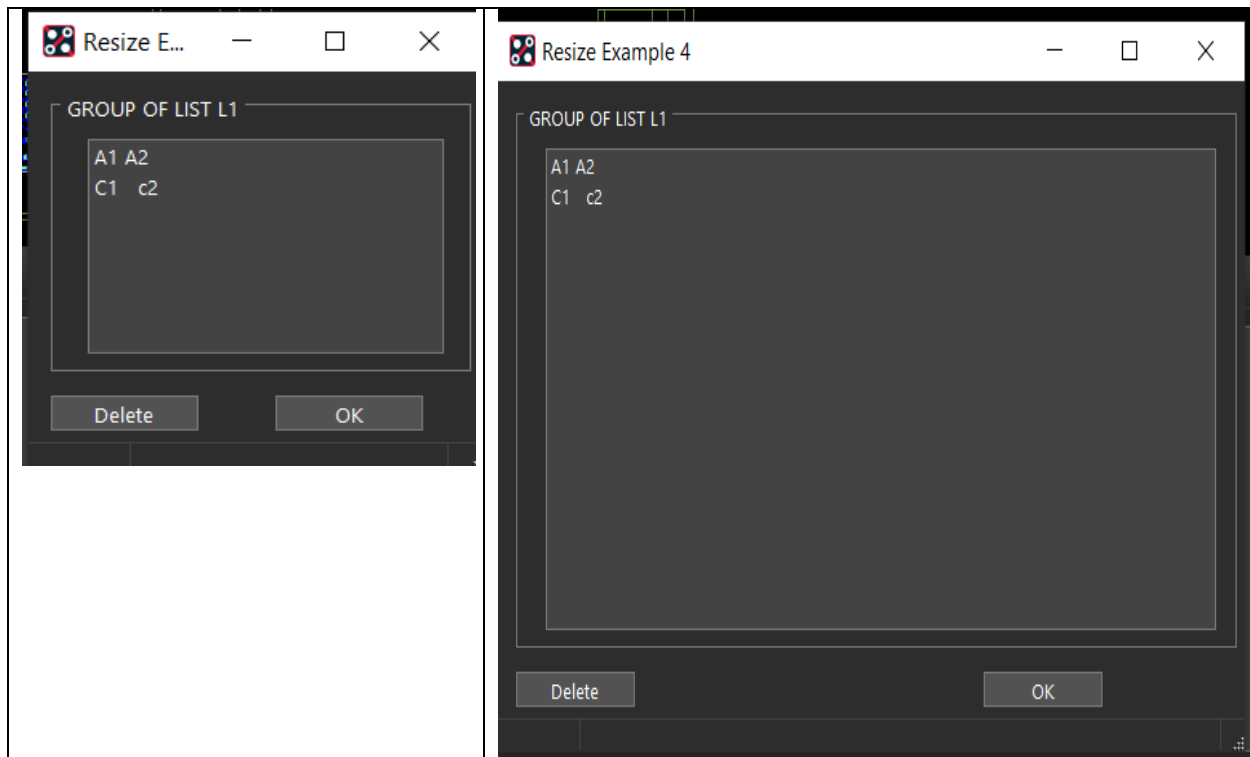 Resize E...
GROUP OF LIST L1
A1 A2
C1 c2
Delete OK
Resize Example 4
GROUP OF LIST L1
A1 A2
C1 c2
Delete OK